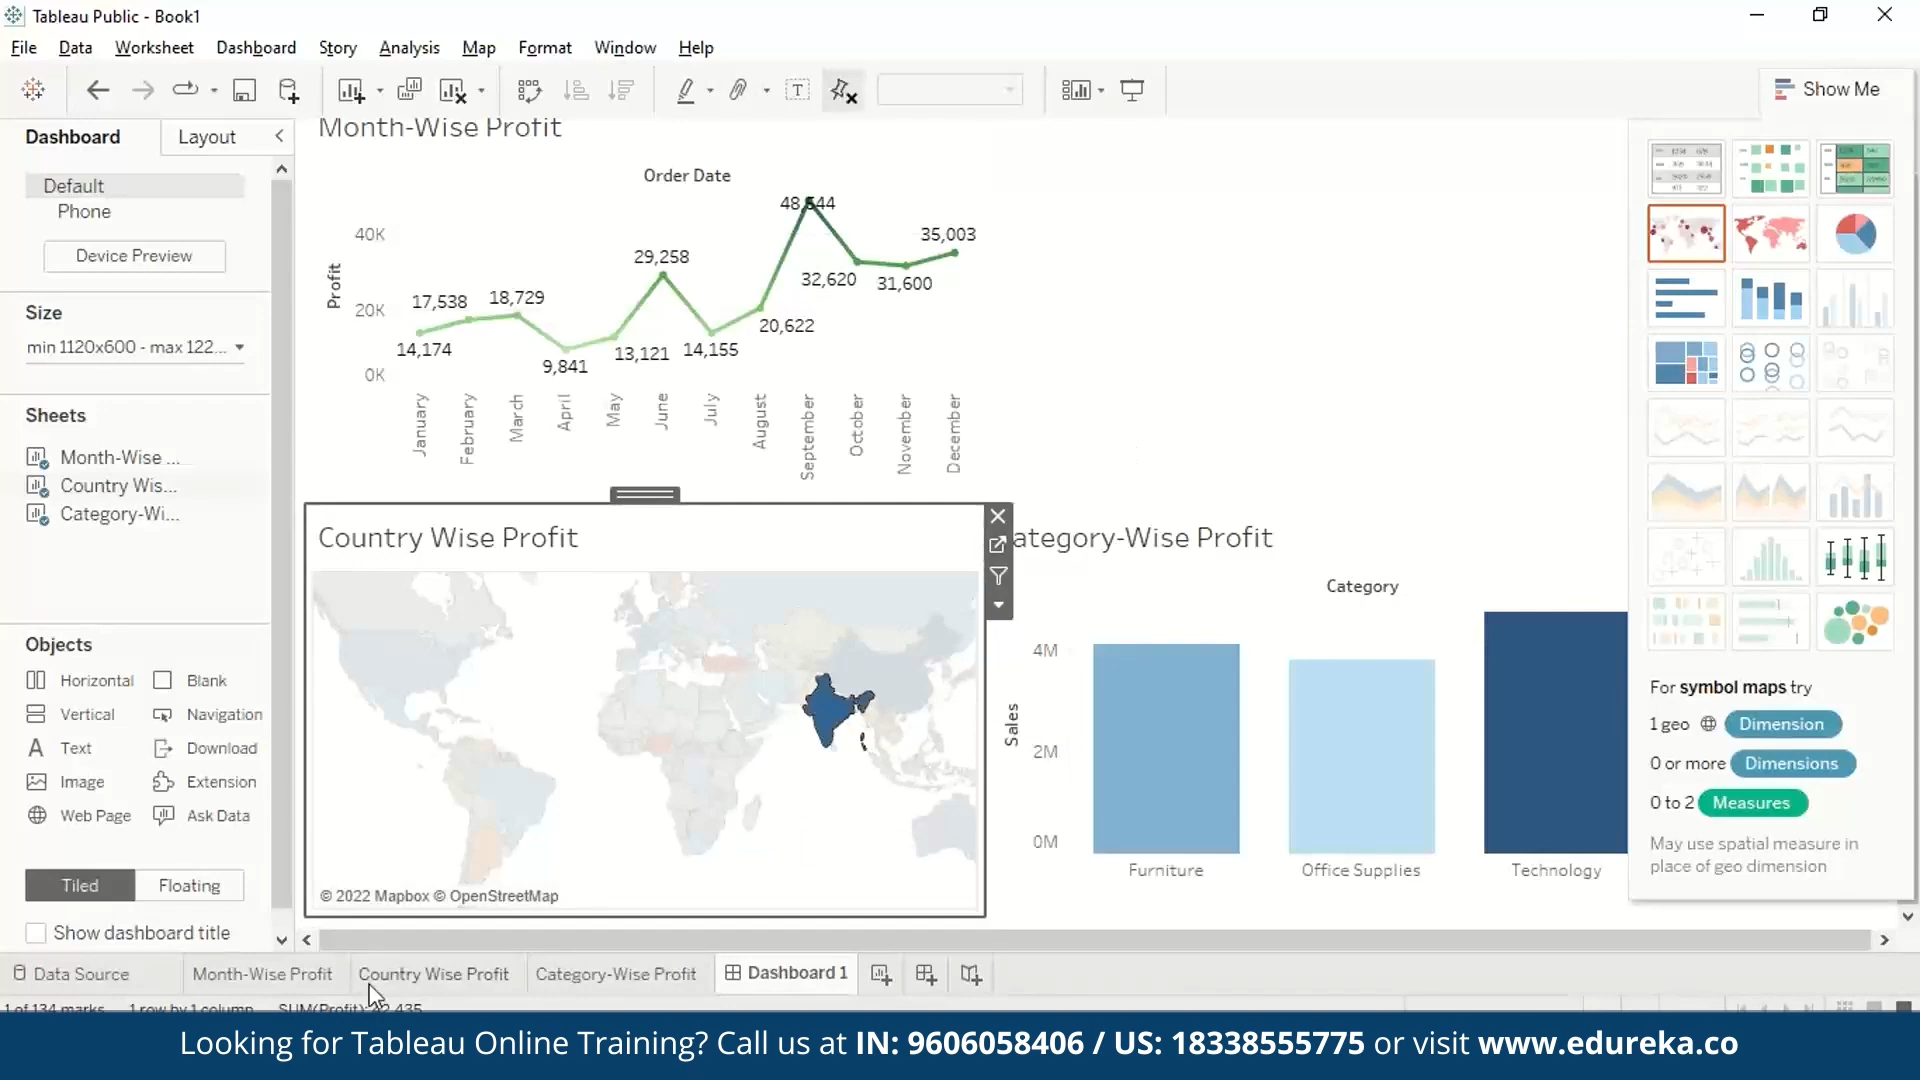 Tableau Public - Book1
File Data Worksheet Dashboard Story Analysis Map Format Window Help
Show Me
Dashboard Layout
Default
Phone
Device Preview
Size
min 1120x600 - max 122...
Sheets
Month-Wise ...
Country Wis...
Category-Wi...
Objects
Horizontal Blank
Vertical Navigation
Text Download
Image Extension
Web Page Ask Data
Tiled Floating
Show dashboard title
Month-Wise Profit
Order Date
Profit
40K
20K
0K
14,174
17,538
18,729
9,841
13,121
29,258
14,155
20,622
32,620
31,600
35,003
January
February
March
April
May
June
July
August
September
October
November
December
Country Wise Profit
© 2022 Mapbox © OpenStreetMap
ategory-Wise Profit
Category
Sales
4M
2M
0M
Furniture
Office Supplies
Technology
For symbol maps try
1 geo Dimension
0 or more Dimensions
0 to 2 Measures
May use spatial measure in
place of geo dimension
Data Source Month-Wise Profit Country Wise Profit Category-Wise Profit Dashboard 1
1 of 134 marks 1 row by 1 column SUM(Profit):
Looking for Tableau Online Training? Call us at IN: 9606058406 / US: 18338555775 or visit www.edureka.co